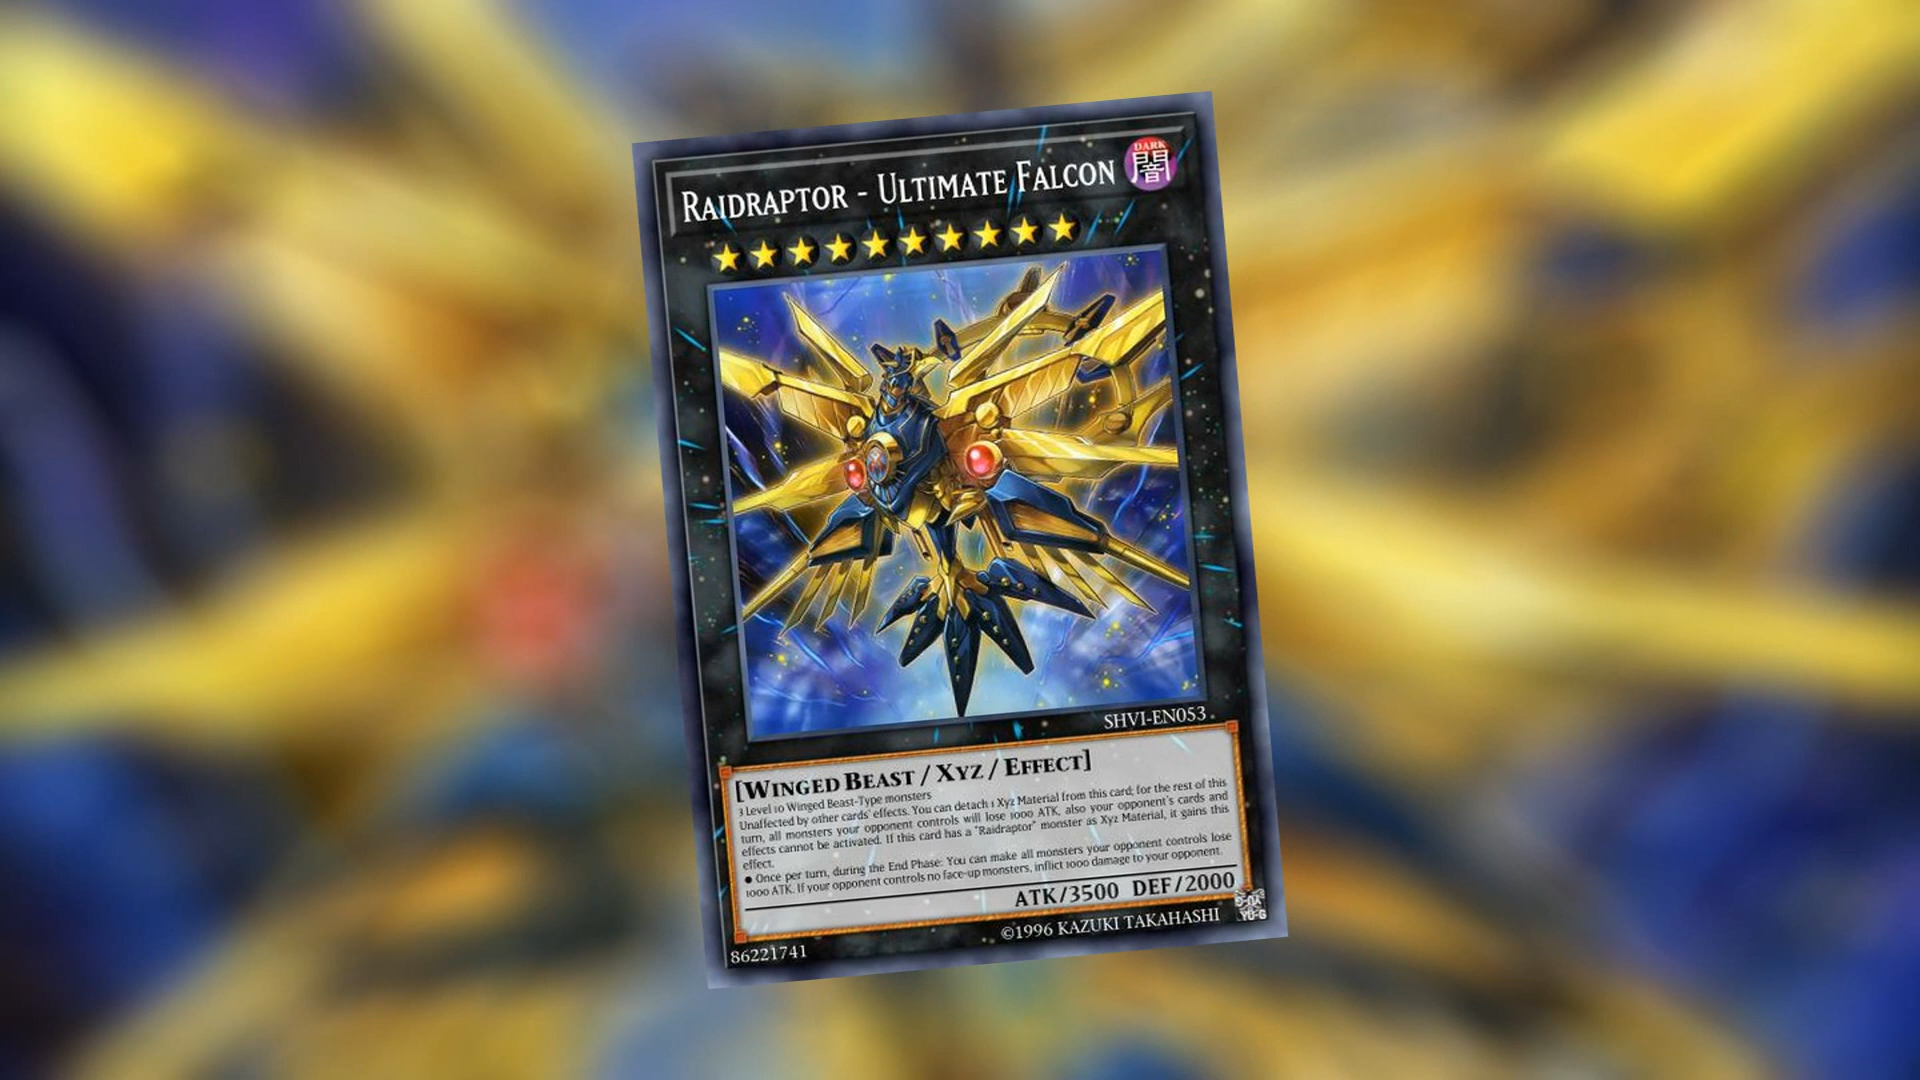 RAIDRAPTOR - ULTIMATE FALCON
DARK
闇
SHVI-EN053
[WINGED BEAST / XYZ / EFFECT]
3 Level 10 Winged Beast-Type monsters
Unaffected by other cards' effects. You can detach 1 Xyz Material from this card; for the rest of this
turn, all monsters your opponent controls will lose 1000 ATK, also your opponent's cards and
effects cannot be activated. If this card has a "Raidraptor" monster as Xyz Material, it gains this
effect.
● Once per turn, during the End Phase: You can make all monsters your opponent controls lose
1000 ATK. If your opponent controls no face-up monsters, inflict 1000 damage to your opponent.
ATK/3500 DEF/2000
86221741
©1996 KAZUKI TAKAHASHI